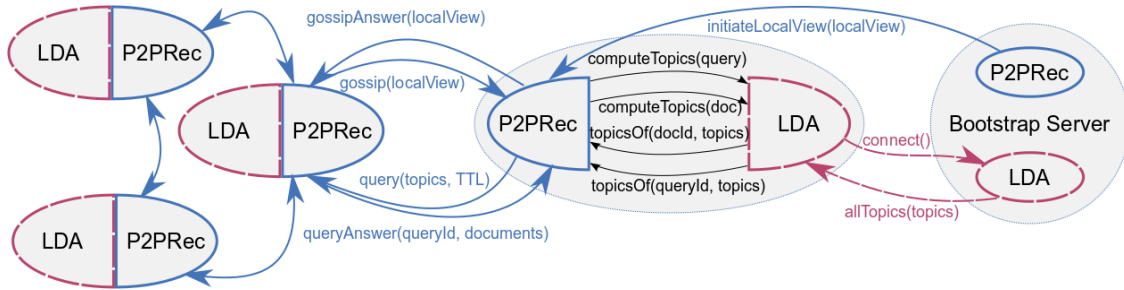 gossipAnswer(localView)
initiateLocalView(localView)
LDA
P2PRec
computeTopics(query)
P2PRec
gossip(localView)
computeTopics(doc)
LDA
P2PRec
P2PRec
topicsOf(docId, topics)
LDA
Bootstrap Server
connect()
query(topics, TTL)
topicsOf(queryId, topics)
LDA
allTopics(topics)
LDA
P2PRec
queryAnswer(queryId, documents)